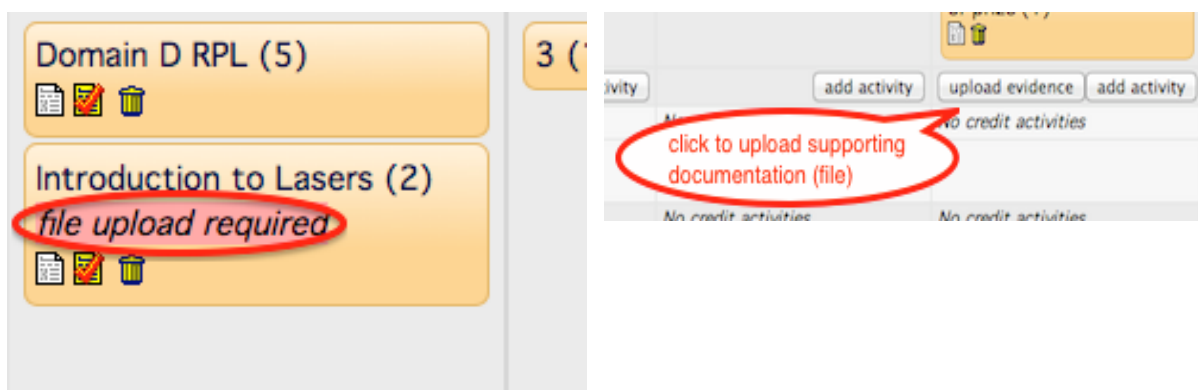 Domain D RPL (5)
Introduction to Lasers (2)
file upload required
3 (
add activity
upload evidence
add activity
No credit activities
click to upload supporting
documentation (file)
No credit activities
No credit activities